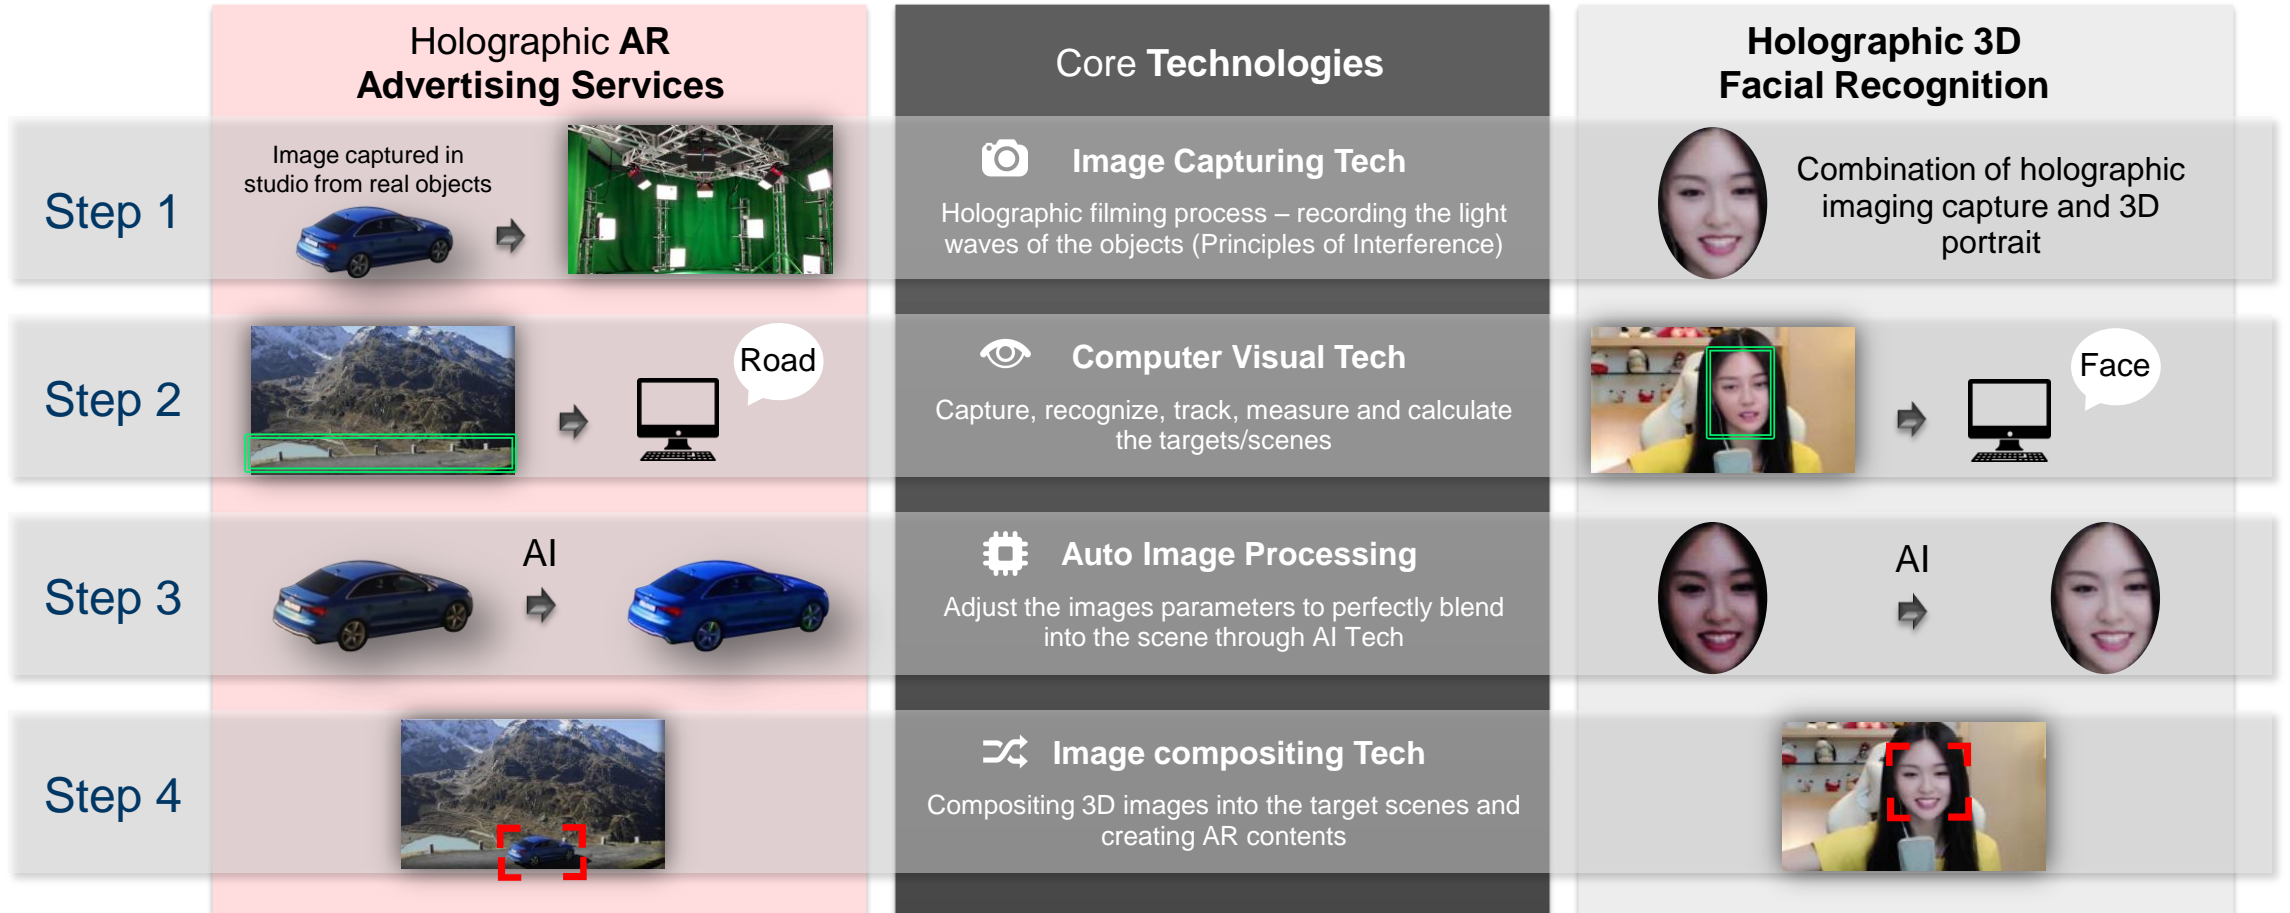 Holographic AR
Advertising Services
Core Technologies
Holographic 3D
Facial Recognition
Step 1
Image captured in
studio from real objects
Image Capturing Tech
Holographic filming process – recording the light
waves of the objects (Principles of Interference)
Combination of holographic
imaging capture and 3D
portrait
Step 2
Road
Computer Visual Tech
Capture, recognize, track, measure and calculate
the targets/scenes
Face
Step 3
AI
Auto Image Processing
Adjust the images parameters to perfectly blend
into the scene through AI Tech
AI
Step 4
Image compositing Tech
Compositing 3D images into the target scenes and
creating AR contents